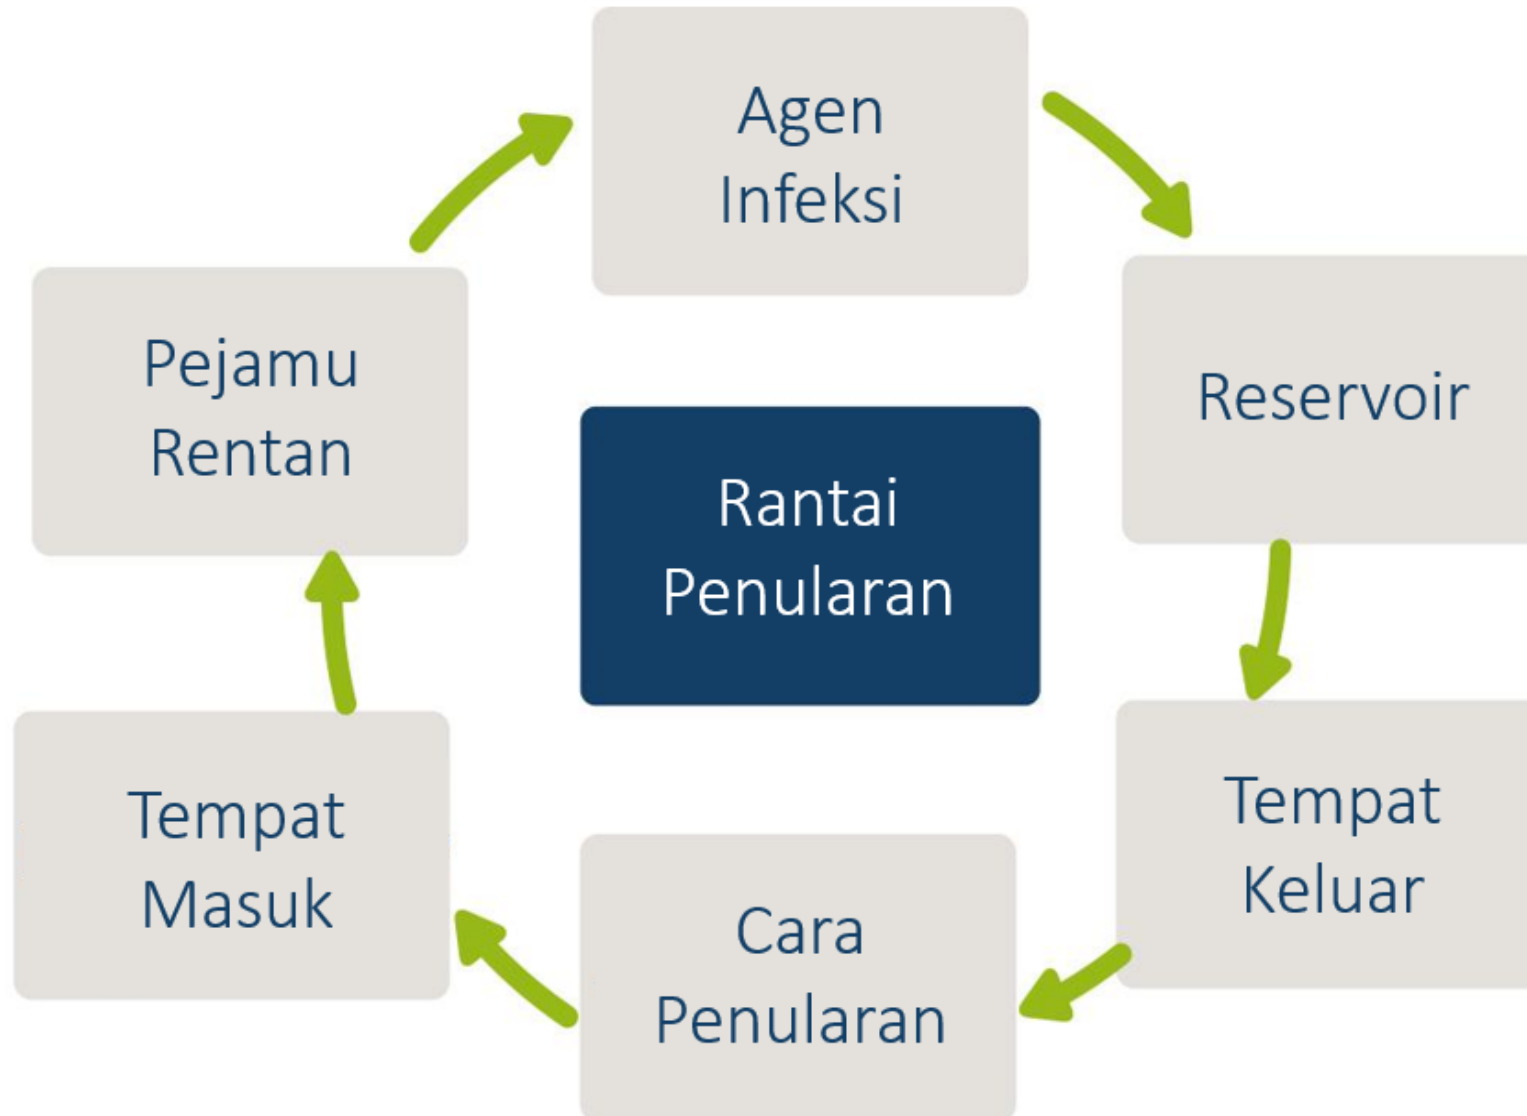 Agen
Infeksi
Reservoir
Tempat
Keluar
Cara
Penularan
Tempat
Masuk
Pejamu
Rentan
Rantai
Penularan